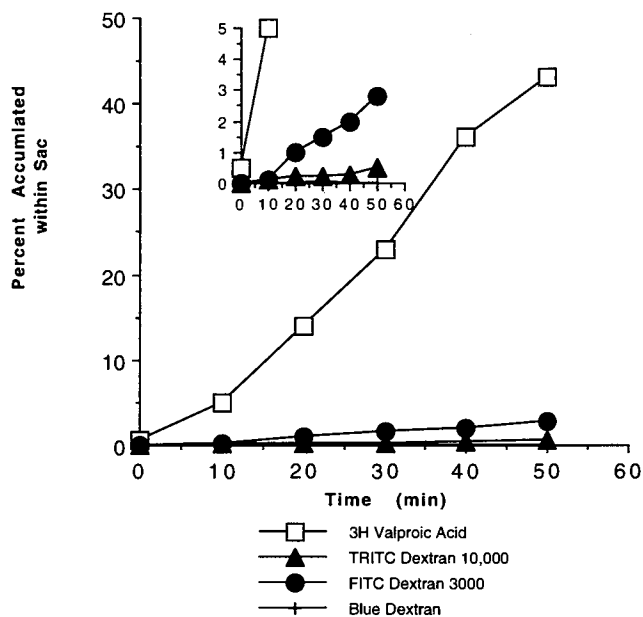 50
40
30
20
10
0
Percent Accumlated
within Sac
5
4
3
2
1
0
0 10 20 30 40 50 60
0 10 20 30 40 50 60
Time (min)
3H Valproic Acid
TRITC Dextran 10,000
FITC Dextran 3000
Blue Dextran